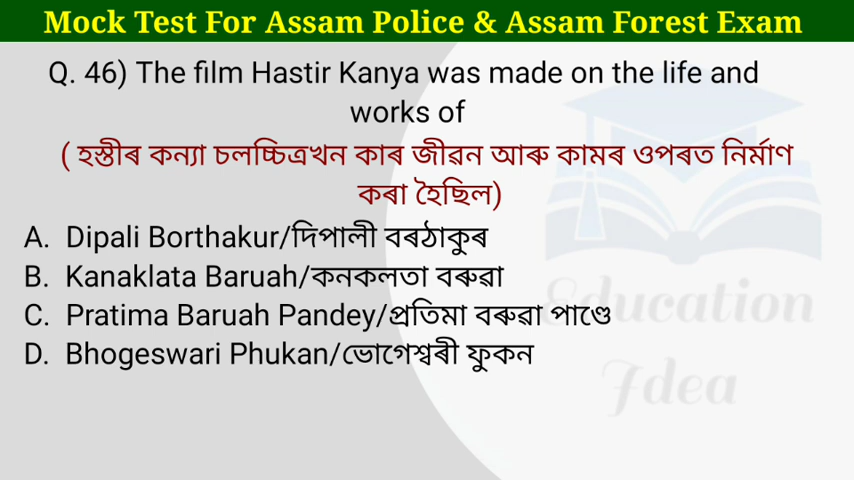 Mock Test For Assam Police & Assam Forest Exam
Q. 46) The film Hastir Kanya was made on the life and
works of
( হস্তীৰ কন্যা চলচ্চিত্ৰখন কাৰ জীৱন আৰু কামৰ ওপৰত নিৰ্মাণ
কৰা হৈছিল)
A. Dipali Borthakur/দিপালী বৰঠাকুৰ
B. Kanaklata Baruah/কনকলতা বৰুৱা
C. Pratima Baruah Pandey/প্ৰতিমা বৰুৱা পাণ্ডে
D. Bhogeswari Phukan/ভোগেশ্বৰী ফুকন
Education
Idea